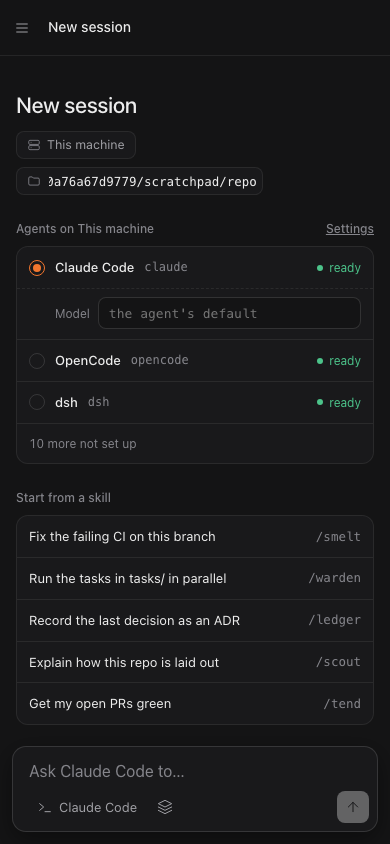 New session
New session
This machine
0a76a67d9779/scratchpad/repo
Agents on This machine Settings
Claude Code claude ready
Model the agent's default
OpenCode opencode ready
dsh dsh ready
10 more not set up
Start from a skill
Fix the failing CI on this branch /smelt
Run the tasks in tasks/ in parallel /warden
Record the last decision as an ADR /ledger
Explain how this repo is laid out /scout
Get my open PRs green /tend
Ask Claude Code to...
Claude Code